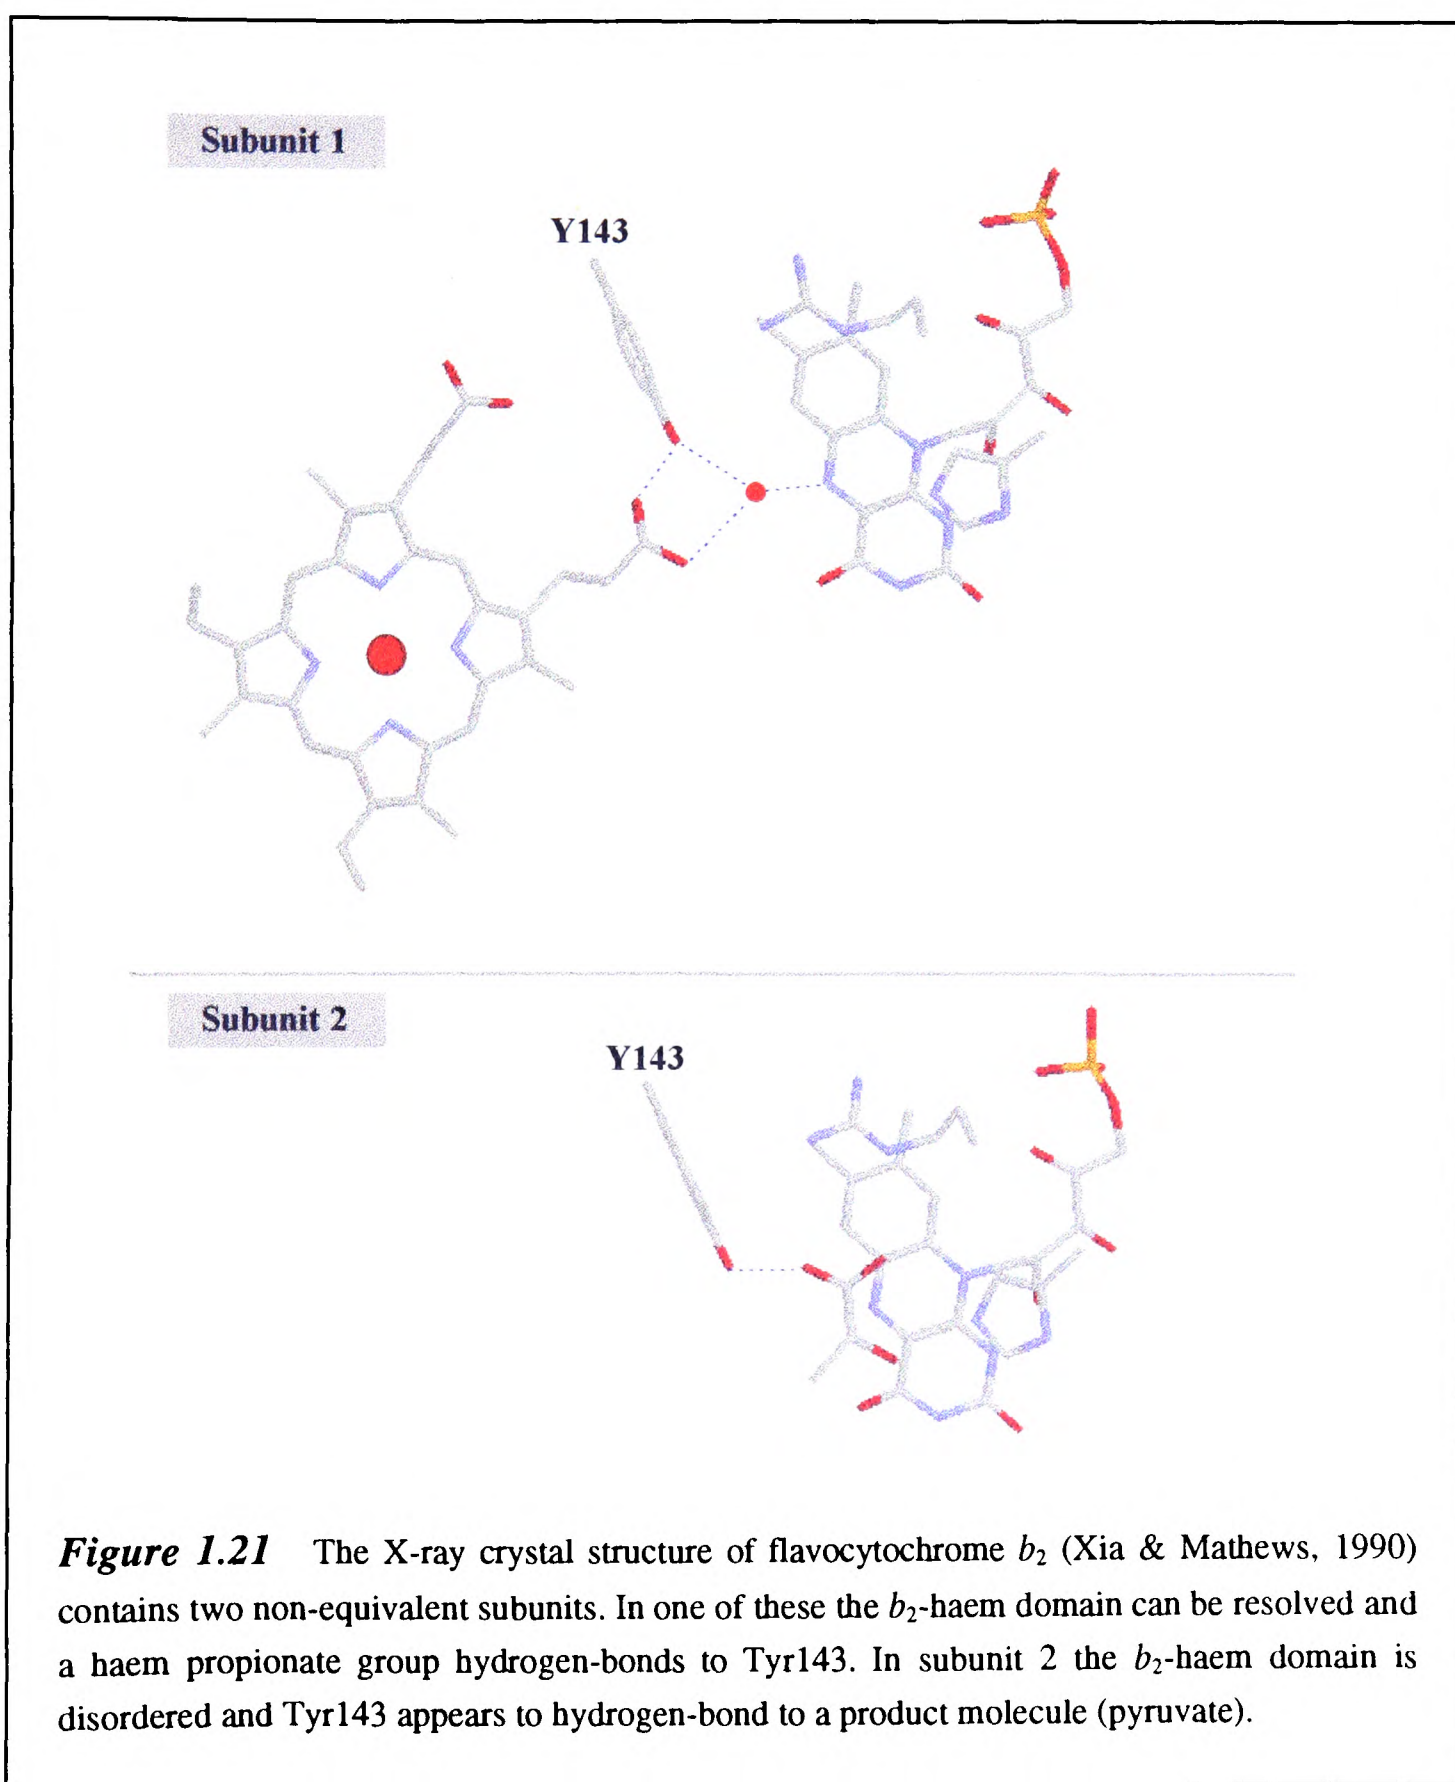 Subunit 1
Y143
Subunit 2
Y143
Figure 1.21 The X-ray crystal structure of flavocytochrome b₂ (Xia & Mathews, 1990)
contains two non-equivalent subunits. In one of these the b₂-haem domain can be resolved and
a haem propionate group hydrogen-bonds to Tyr143. In subunit 2 the b₂-haem domain is
disordered and Tyr143 appears to hydrogen-bond to a product molecule (pyruvate).